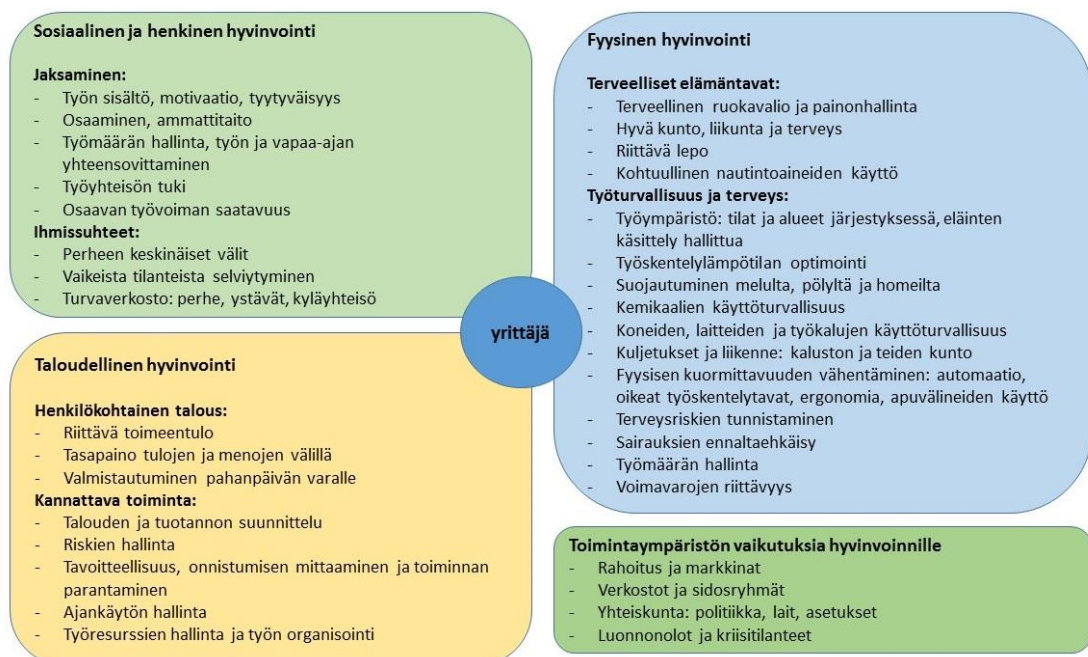 Sosiaalinen ja henkinen hyvinvointi
Jaksaminen:
- Työn sisältö, motivaatio, tyytyväisyys
- Osaaminen, ammattitaito
- Työmäärän hallinta, työn ja vapaa-ajan
yhteensovittaminen
- Työyhteisön tuki
- Osaavan työvoiman saatavuus
Ihmissuhteet:
- Perheen keskinäiset välit
- Vaikeista tilanteista selviytyminen
- Turvaverkosto: perhe, ystävät, kyläyhteisö
Fyysinen hyvinvointi
Terveelliset elämäntavat:
- Terveellinen ruokavalio ja painonhallinta
- Hyvä kunto, liikunta ja terveys
- Riittävä lepo
- Kohtuullinen nautintoaineiden käyttö
Työturvallisuus ja terveys:
- Työympäristö: tilat ja alueet järjestyksessä, eläinten
käsittely hallittua
- Työskentelylämpötilan optimointi
- Suojautuminen melulta, pölyltä ja homeilta
- Kemikaalien käyttöturvallisuus
- Koneiden, laitteiden ja työkalujen käyttöturvallisuus
- Kuljetukset ja liikenne: kaluston ja teiden kunto
- Fyysisen kuormittavuuden vähentäminen: automaatio,
oikeat työskentelytavat, ergonomia, apuvälineiden käyttö
- Terveysriskien tunnistaminen
- Sairauksien ennaltaehkäisy
- Työmäärän hallinta
- Voimavarojen riittävyys
yrittäjä
Taloudellinen hyvinvointi
Henkilökohtainen talous:
- Riittävä toimeentulo
- Tasapaino tulojen ja menojen välillä
- Valmistautuminen pahanpäivän varalle
Kannattava toiminta:
- Talouden ja tuotannon suunnittelu
- Riskien hallinta
- Tavoitteellisuus, onnistumisen mittaaminen ja toiminnan
parantaminen
- Ajankäytön hallinta
- Työresurssien hallinta ja työn organisointi
Toimintaympäristön vaikutuksia hyvinvoinnille
- Rahoitus ja markkinat
- Verkostot ja sidosryhmät
- Yhteiskunta: politiikka, lait, asetukset
- Luonnonolot ja kriisitilanteet